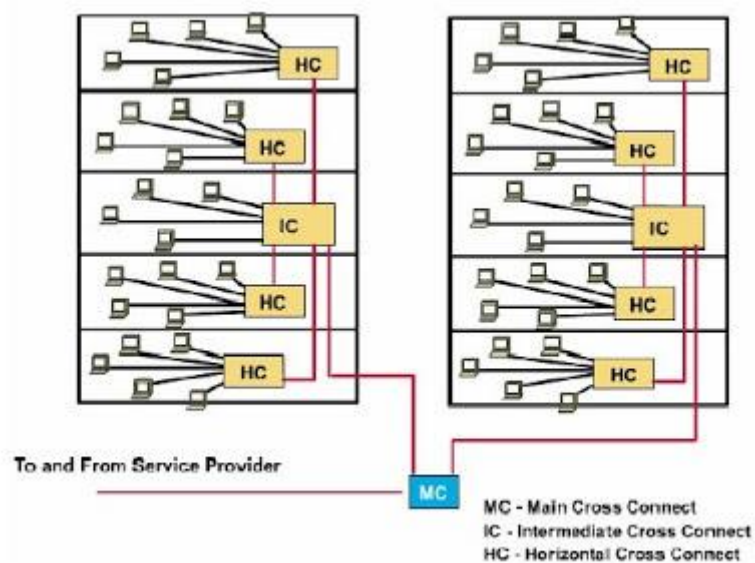 HC
HC
HC
HC
IC
IC
HC
HC
HC
HC
To and From Service Provider
MC
MC - Main Cross Connect
IC - Intermediate Cross Connect
HC - Horizontal Cross Connect